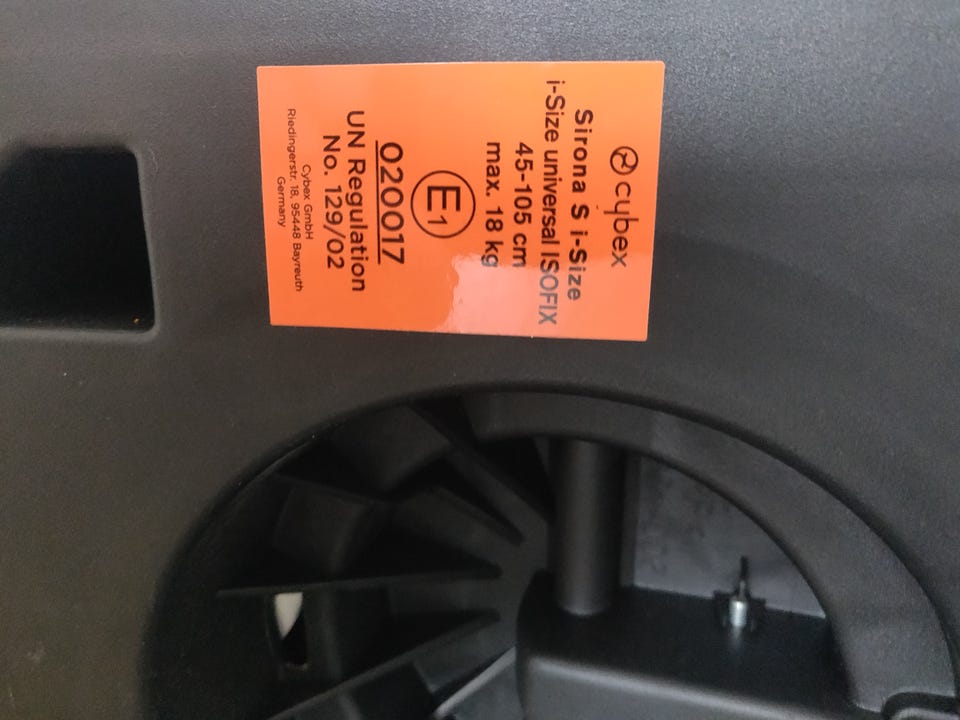 cybex
Sirona S i-Size
i-Size universal ISOFIX
45-105 cm
max. 18 kg
E1
020017
UN Regulation
No. 129/02
Cybex GmbH
Riedingerstr. 18, 95448 Bayreuth
Germany